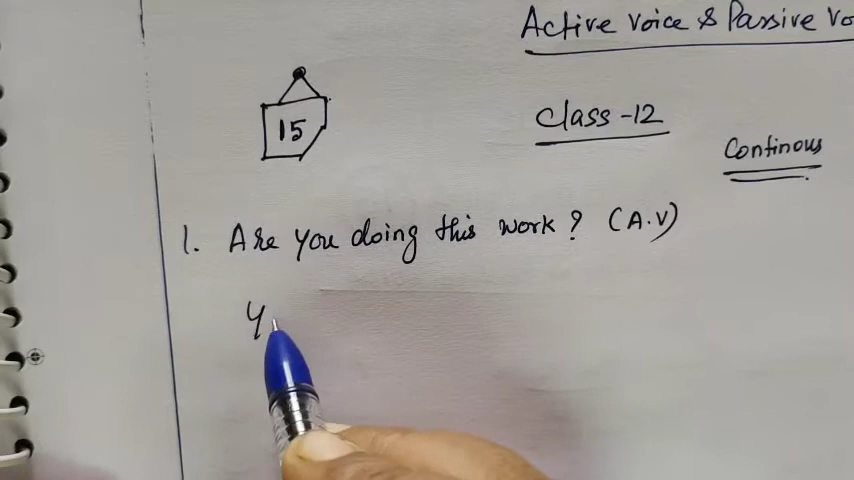 Active Voice & Passive Vo
15
Class-12
Continous
1. Are you doing this work? (A.V)
Y